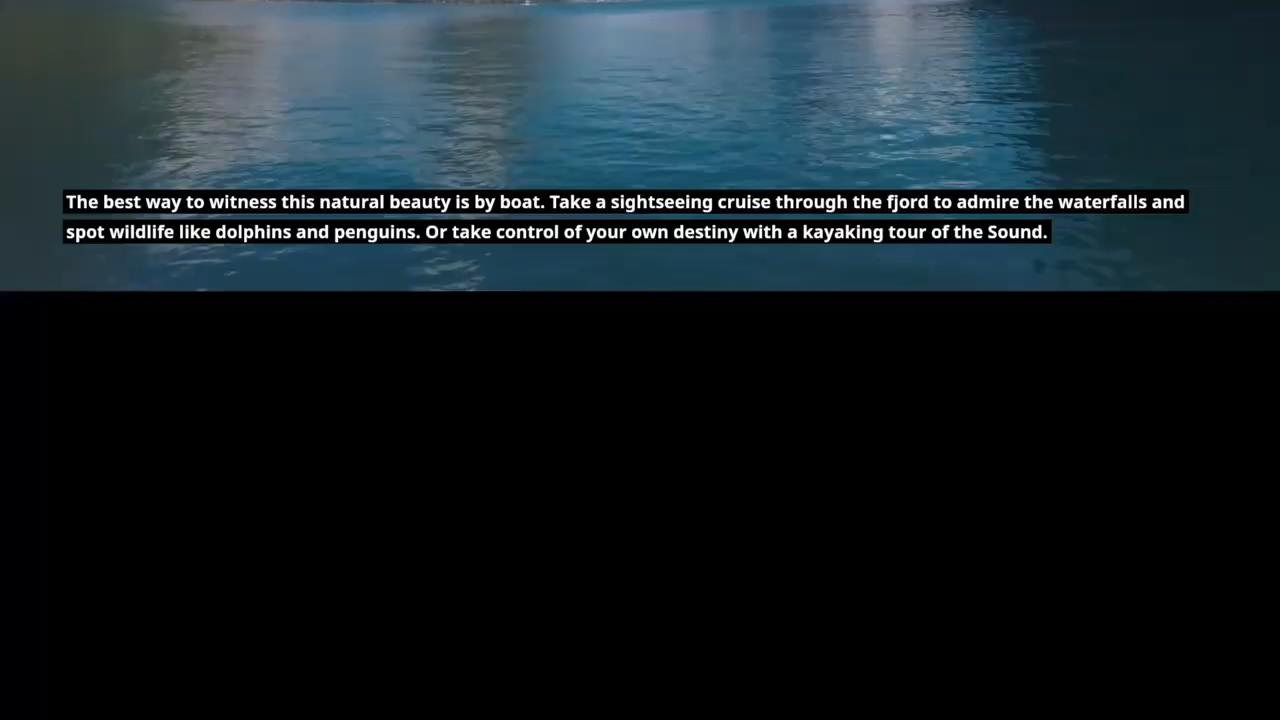 The best way to witness this natural beauty is by boat. Take a sightseeing cruise through the fjord to admire the waterfalls and
spot wildlife like dolphins and penguins. Or take control of your own destiny with a kayaking tour of the Sound.